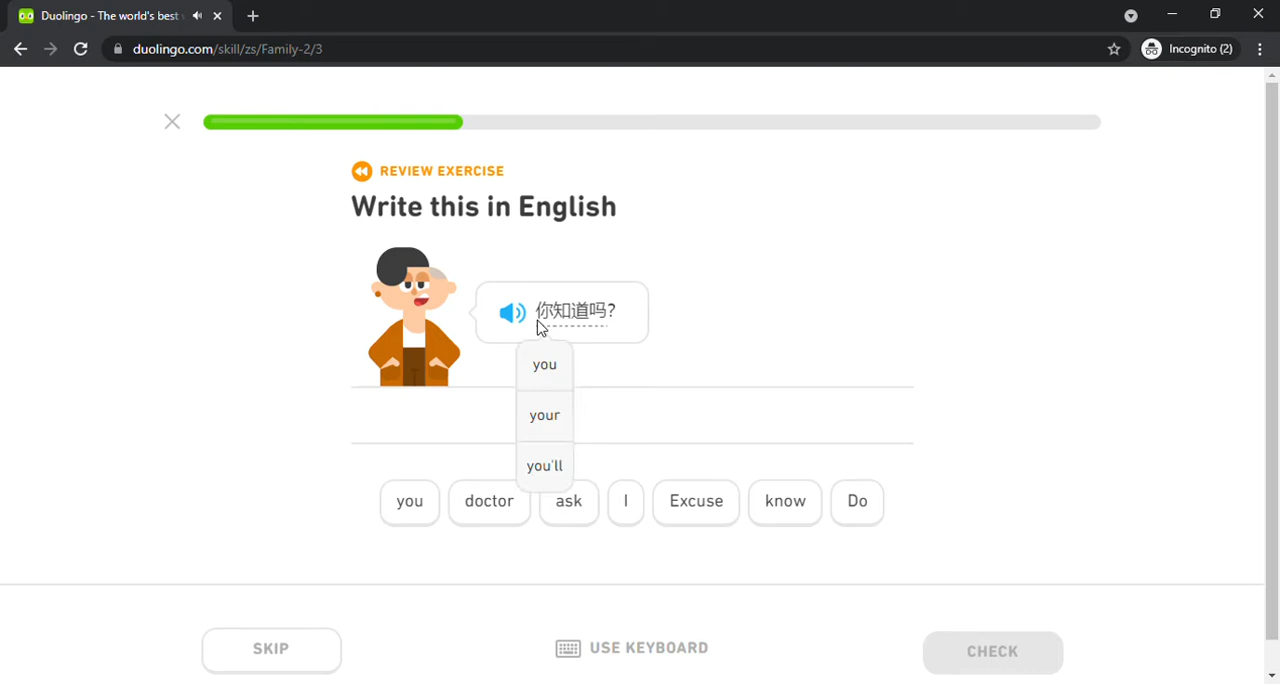 Duolingo - The world's best
duolingo.com/skill/zs/Family-2/3
Incognito (2)
REVIEW EXERCISE
Write this in English
你知道吗?
you
your
you'll
you doctor ask I Excuse know Do
SKIP
USE KEYBOARD
CHECK